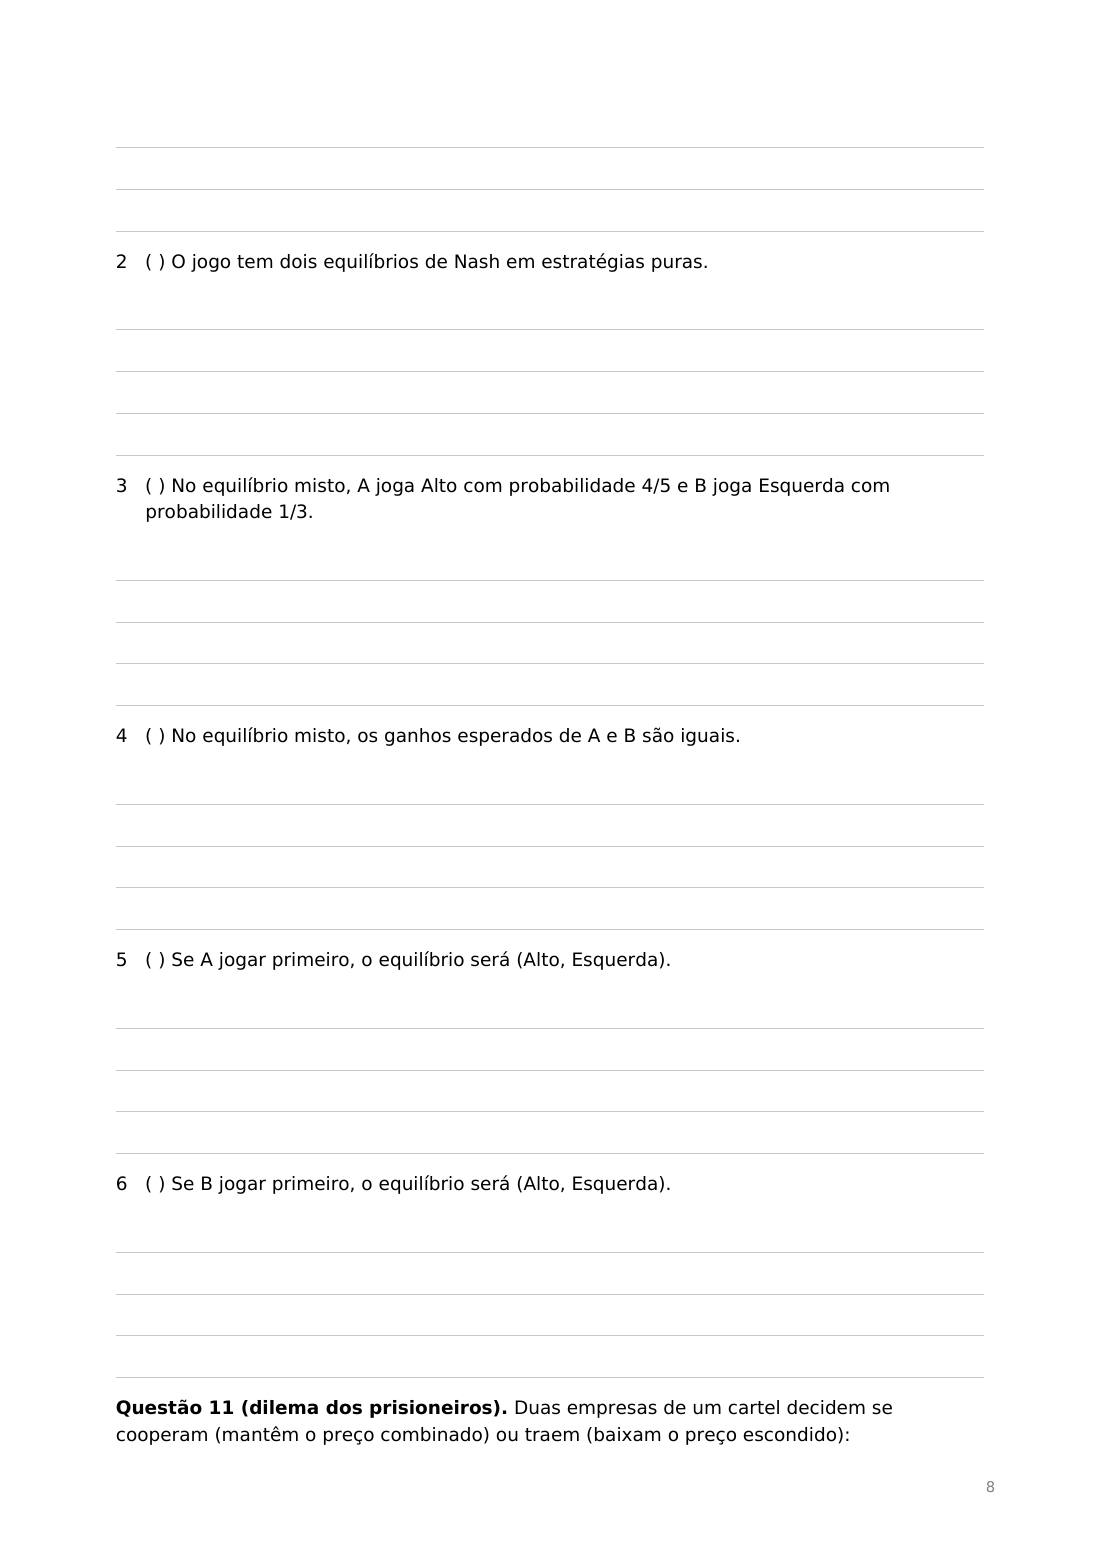 2 ( ) O jogo tem dois equilíbrios de Nash em estratégias puras.
3 ( ) No equilíbrio misto, A joga Alto com probabilidade 4/5 e B joga Esquerda com
probabilidade 1/3.
4 ( ) No equilíbrio misto, os ganhos esperados de A e B são iguais.
5 ( ) Se A jogar primeiro, o equilíbrio será (Alto, Esquerda).
6 ( ) Se B jogar primeiro, o equilíbrio será (Alto, Esquerda).
Questão 11 (dilema dos prisioneiros). Duas empresas de um cartel decidem se
cooperam (mantêm o preço combinado) ou traem (baixam o preço escondido):
8